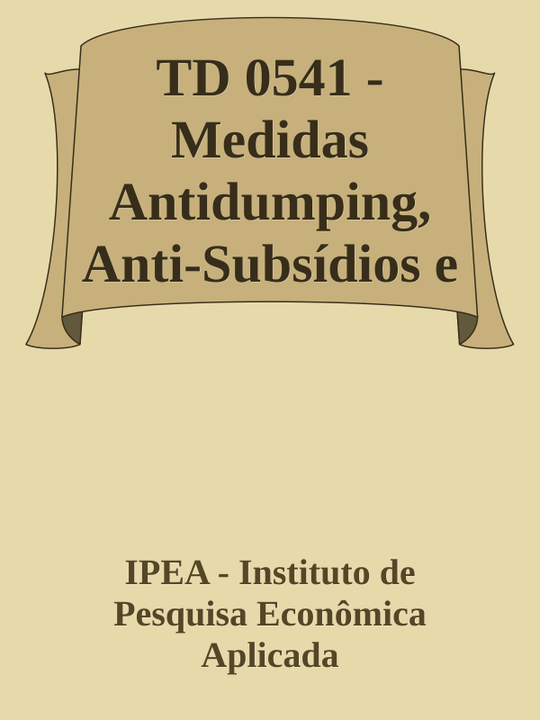 TD 0541 -
Medidas
Antidumping,
Anti-Subsídios e
IPEA - Instituto de
Pesquisa Econômica
Aplicada